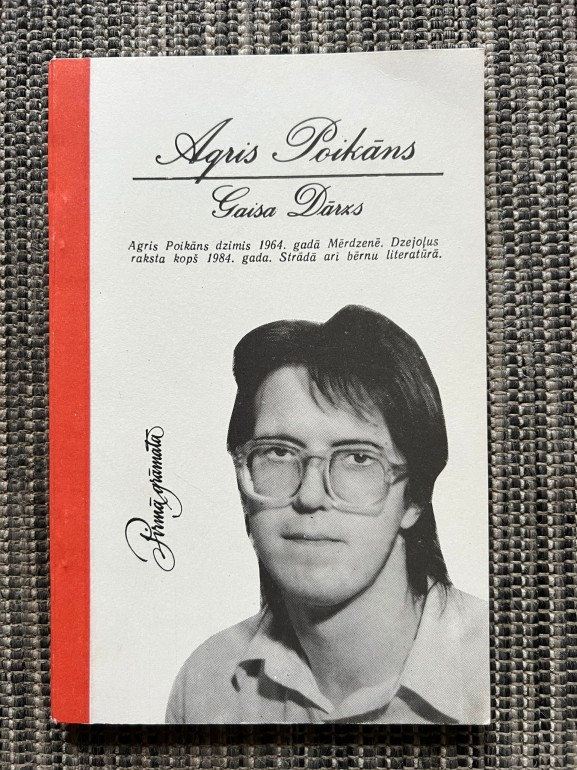 Agris Poikāns
Gaisa Dārzs
Agris Poikāns dzimis 1964. gadā Mērdzenē. Dzejoļus
raksta kopš 1984. gada. Strādā arī bērnu literatūrā.
Pirmā grāmata